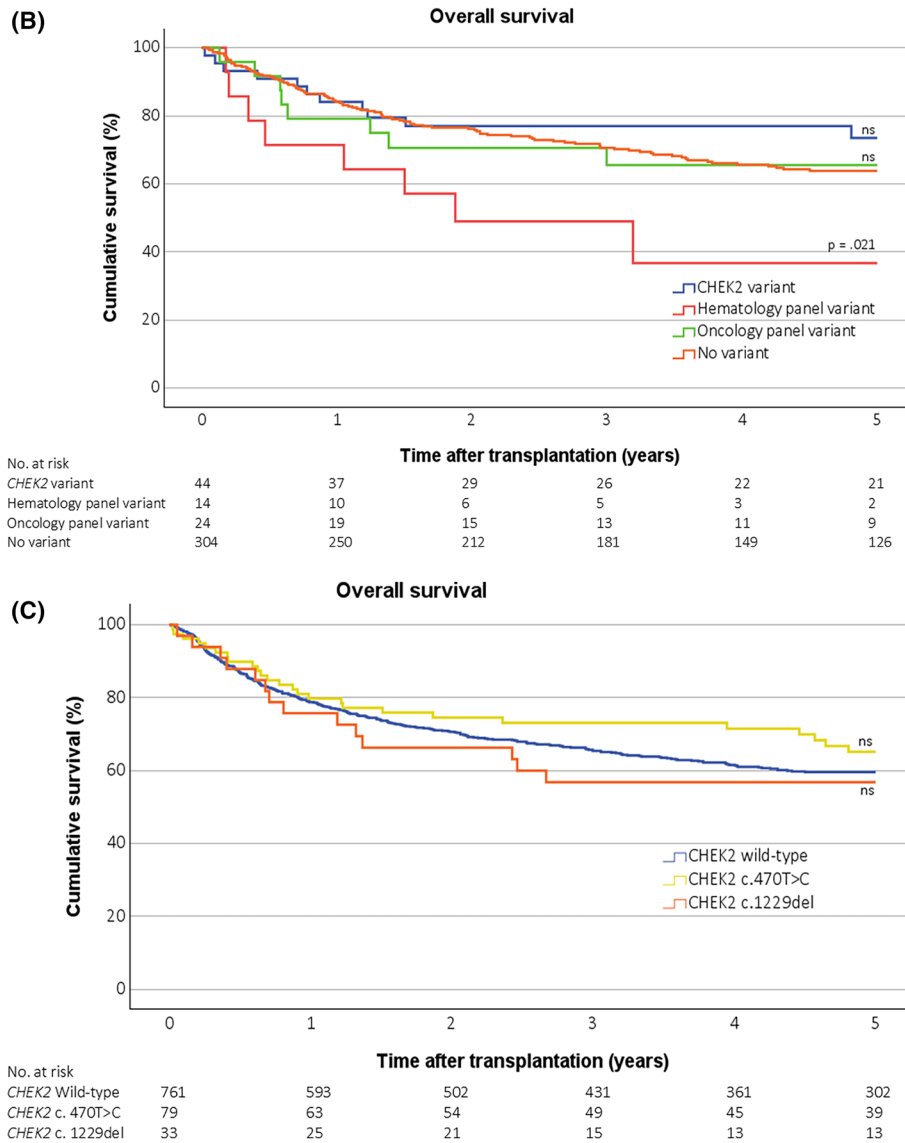 (B)
Overall survival
Cumulative survival (%)
100
80
60
40
20
0
ns
ns
p = .021
CHEK2 variant
Hematology panel variant
Oncology panel variant
No variant
0 1 2 3 4 5
Time after transplantation (years)
No. at risk
CHEK2 variant 44 37 29 26 22 21
Hematology panel variant 14 10 6 5 3 2
Oncology panel variant 24 19 15 13 11 9
No variant 304 250 212 181 149 126
(C)
Overall survival
Cumulative survival (%)
100
80
60
40
20
0
ns
ns
CHEK2 wild-type
CHEK2 c.470T>C
CHEK2 c.1229del
0 1 2 3 4 5
Time after transplantation (years)
No. at risk
CHEK2 Wild-type 761 593 502 431 361 302
CHEK2 c. 470T>C 79 63 54 49 45 39
CHEK2 c. 1229del 33 25 21 15 13 13